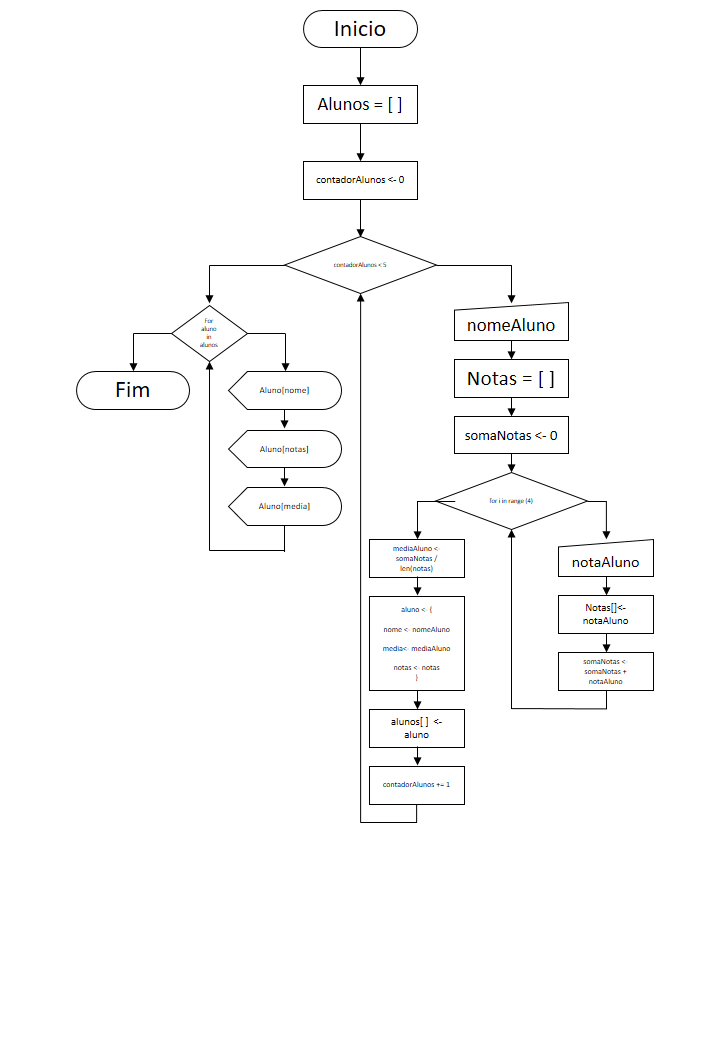 Inicio
Alunos = [ ]
contadorAlunos <- 0
contadorAlunos < 5
For
aluno
in
alunos
Fim
Aluno[nome]
Aluno[notas]
Aluno[media]
nomeAluno
Notas = [ ]
somaNotas <- 0
for i in range (4)
mediaAluno <-
somaNotas /
len(notas)
aluno <- {
nome <- nomeAluno
media<- mediaAluno
notas <- notas
}
alunos[ ] <-
aluno
contadorAlunos += 1
notaAluno
Notas[]<-
notaAluno
somaNotas <-
somaNotas +
notaAluno